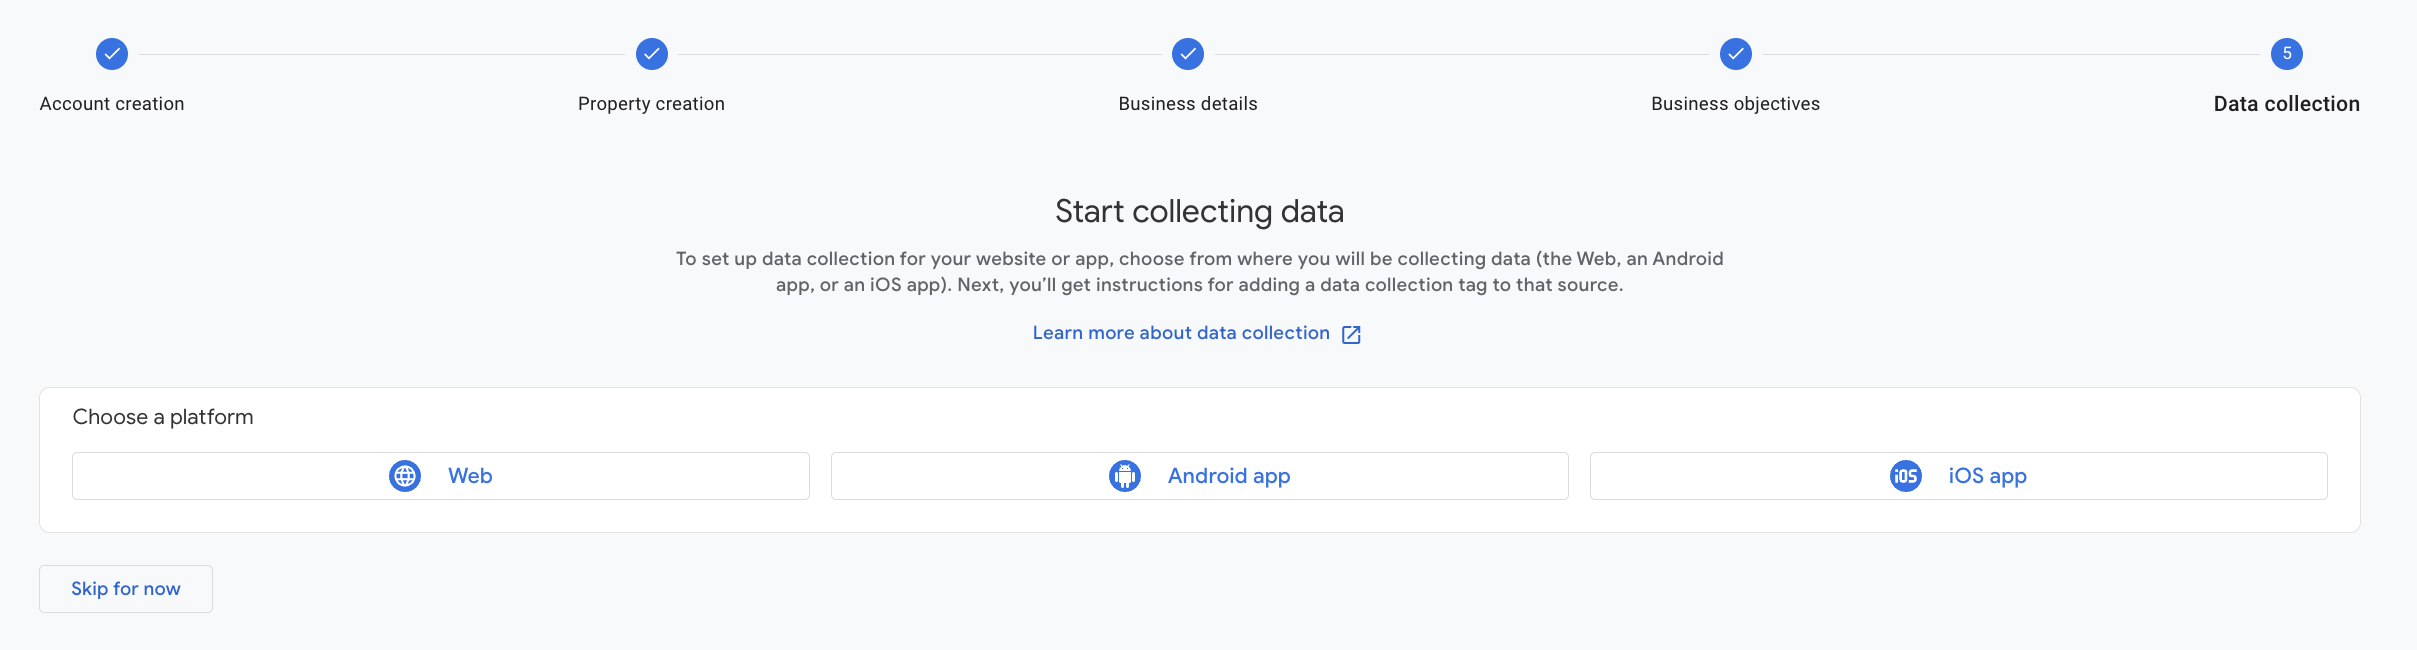 5
Account creation
Property creation
Business details
Business objectives
Data collection
Start collecting data
To set up data collection for your website or app, choose from where you will be collecting data (the Web, an Android
app, or an iOS app). Next, you’ll get instructions for adding a data collection tag to that source.
Learn more about data collection
Choose a platform
Web
Android app
iOS
iOS app
Skip for now